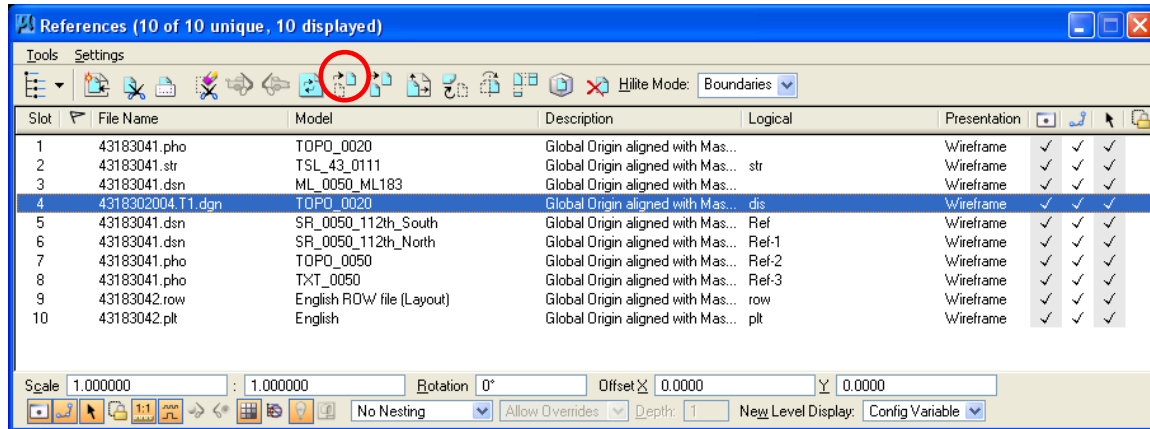 References (10 of 10 unique, 10 displayed)
Tools Settings
Hilite Mode: Boundaries
Slot File Name Model Description Logical Presentation
1 43183041.pho TOPO_0020 Global Origin aligned with Mas... Wireframe
2 43183041.str TSL_43_0111 Global Origin aligned with Mas... str Wireframe
3 43183041.dsn ML_0050_ML183 Global Origin aligned with Mas... Wireframe
4 4318302004.T1.dgn TOPO_0020 Global Origin aligned with Mas... dis Wireframe
5 43183041.dsn SR_0050_112th_South Global Origin aligned with Mas... Ref Wireframe
6 43183041.dsn SR_0050_112th_North Global Origin aligned with Mas... Ref-1 Wireframe
7 43183041.pho TOPO_0050 Global Origin aligned with Mas... Ref-2 Wireframe
8 43183041.pho TXT_0050 Global Origin aligned with Mas... Ref-3 Wireframe
9 43183042.row English ROW file (Layout) Global Origin aligned with Mas... row Wireframe
10 43183042.plt English Global Origin aligned with Mas... plt Wireframe
Scale 1.000000 : 1.000000 Rotation 0° Offset X 0.0000 Y 0.0000
1:1 No Nesting Allow Overrides Depth: 1 New Level Display: Config Variable